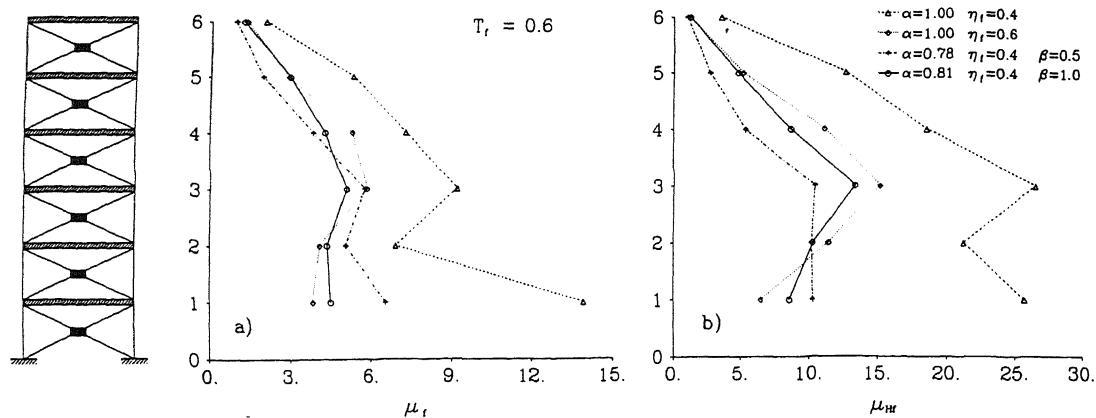 T_f = 0.6
6
5
4
3
2
1
0
a)
0. 3. 6. 9. 12. 15.
μ_f
α=1.00 η_f=0.4
α=1.00 η_f=0.6
α=0.78 η_f=0.4 β=0.5
α=0.81 η_f=0.4 β=1.0
f
6
5
4
3
2
1
0
b)
0. 5. 10. 15. 20. 25. 30.
μ_Hf